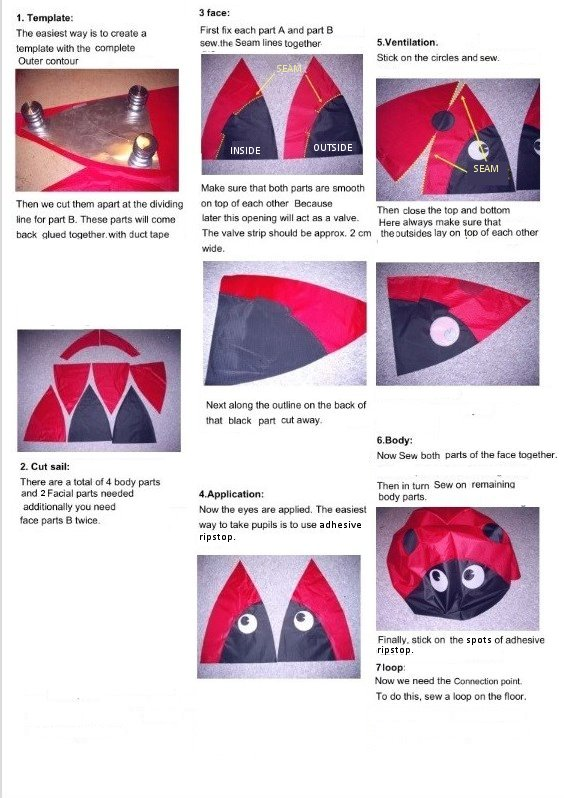 1. Template:
The easiest way is to create a
template with the complete
Outer contour
Then we cut them apart at the dividing
line for part B. These parts will come
back glued together. with duct tape
2. Cut sail:
There are a total of 4 body parts
and 2 Facial parts needed
additionally you need
face parts B twice.
3 face:
First fix each part A and part B
sew.the Seam lines together
SEAM
INSIDE
OUTSIDE
Make sure that both parts are smooth
on top of each other Because
later this opening will act as a valve.
The valve strip should be approx. 2 cm
wide.
Next along the outline on the back of
that black part cut away.
4.Application:
Now the eyes are applied. The easiest
way to take pupils is to use adhesive
ripstop.
5.Ventilation.
Stick on the circles and sew.
SEAM
Then close the top and bottom
Here always make sure that
the outsides lay on top of each other
6.Body:
Now Sew both parts of the face together.
Then in turn Sew on remaining
body parts.
Finally, stick on the spots of adhesive
ripstop.
7loop:
Now we need the Connection point.
To do this, sew a loop on the floor.